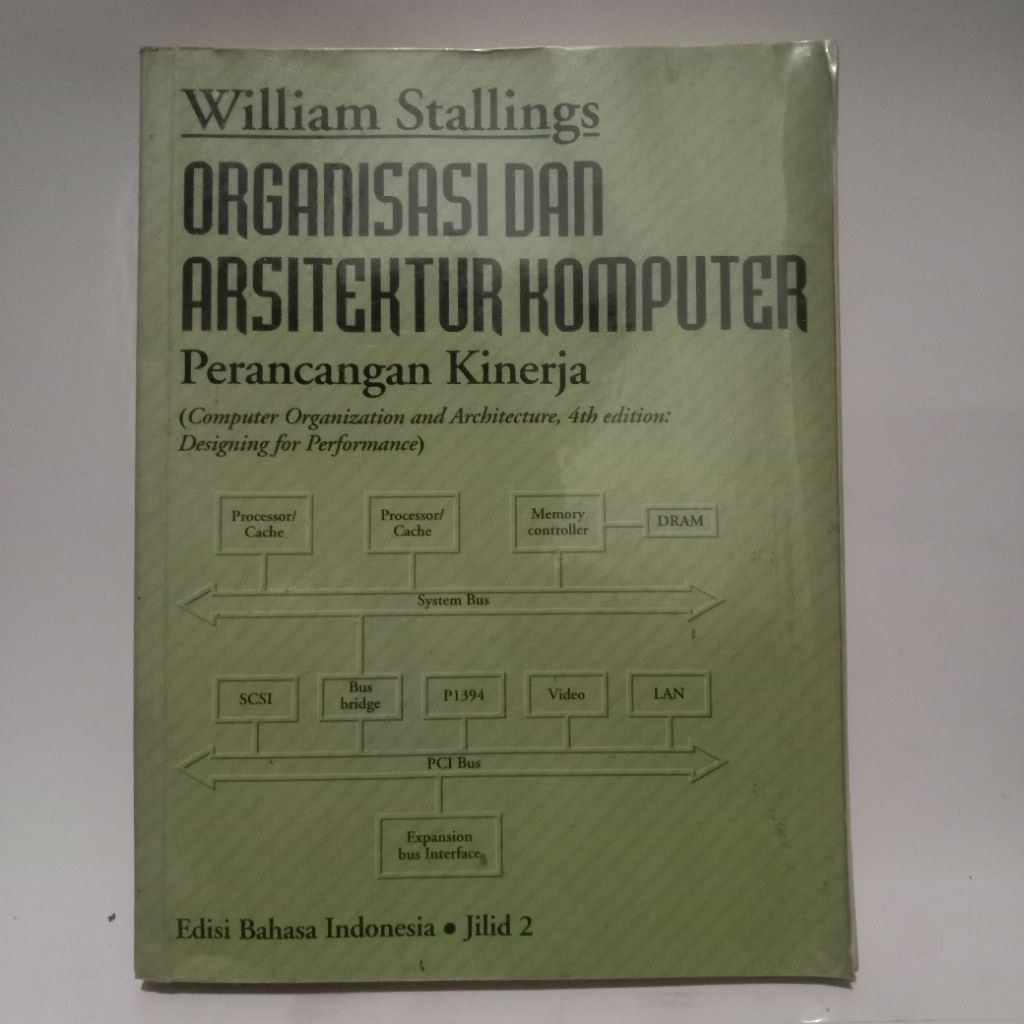 William Stallings
ORGANISASI DAN
ARSITEKTUR KOMPUTER
Perancangan Kinerja
(Computer Organization and Architecture, 4th edition:
Designing for Performance)
Processor/
Cache
Processor/
Cache
Memory
controller
DRAM
System Bus
SCSI
Bus
bridge
P1394
Video
LAN
PCI Bus
Expansion
bus Interface
Edisi Bahasa Indonesia • Jilid 2